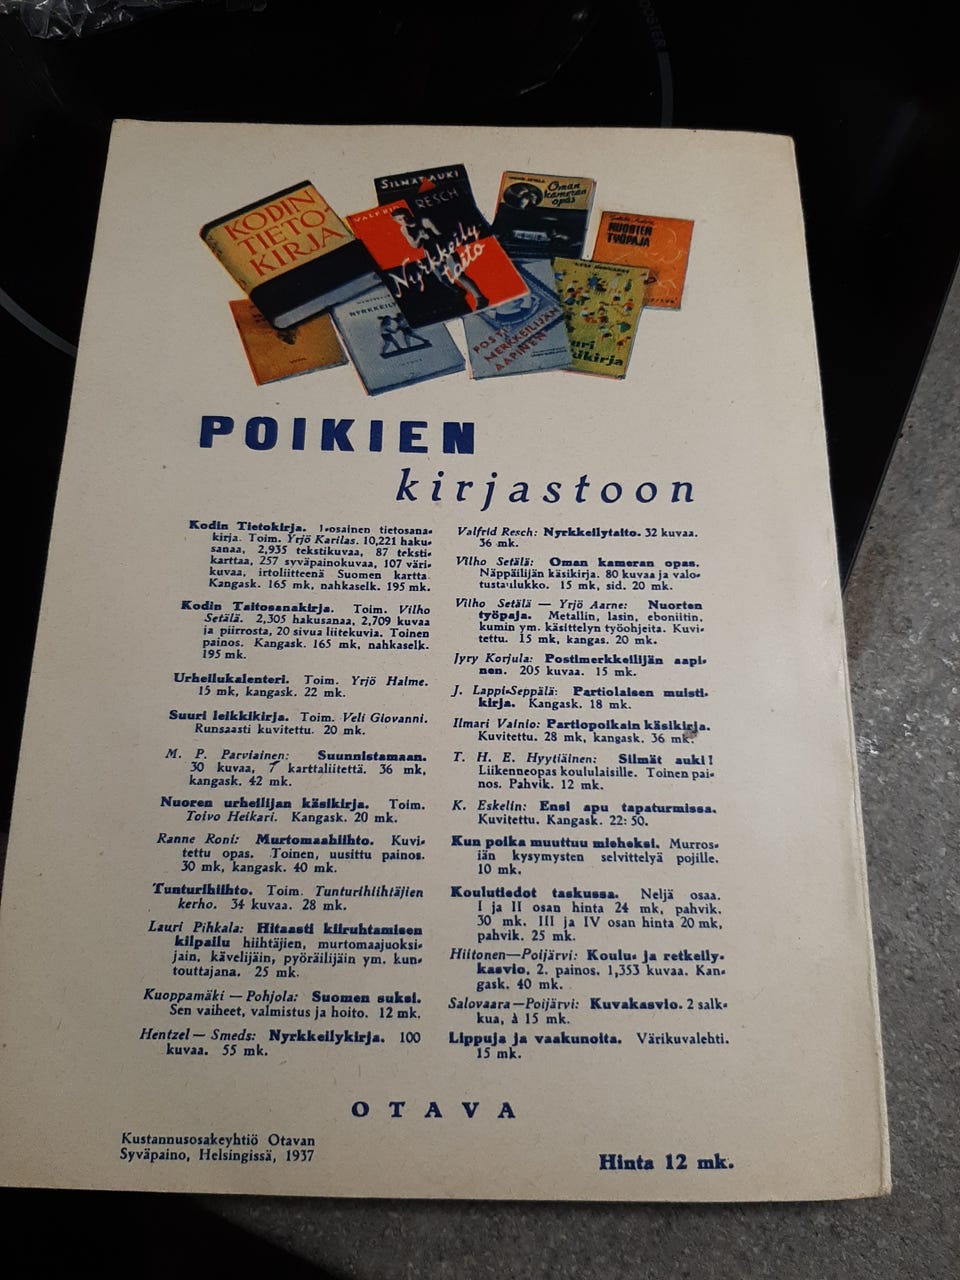 OOSTER
SILMÄT AUKI
RESCH
VALFRID
Nyrkkeily
taito
KODIN
TIETO-
KIRJA
Oman
kameran
opas
NUORTEN
TYÖPAJA
NYRKKEILY
POSTI
MERKKEILIJÄN
AAPINEN
POIKIEN
kirjastoon
Kodin Tietokirja. 1-osainen tietosana-
kirja. Toim. Yrjö Karilas. 10,221 haku-
sanaa, 2,935 tekstikuvaa, 87 teksti-
karttaa, 257 syväpainokuvaa, 107 väri-
kuvaa, irtoliitteenä Suomen kartta.
Kangask. 165 mk, nahkaselk. 195 mk.
Kodin Taitosanakirja. Toim. Vilho
Setälä. 2,305 hakusanaa, 2,709 kuvaa
ja piirrosta, 20 sivua liitekuvia. Toinen
painos. Kangask. 165 mk, nahkaselk.
195 mk.
Urheilukalenteri. Toim. Yrjö Halme.
15 mk, kangask. 22 mk.
Suuri leikkikirja. Toim. Veli Giovanni.
Runsaasti kuvitettu. 20 mk.
M. P. Parviainen: Suunnistamaan.
30 kuvaa, 7 karttaliitettä. 36 mk,
kangask. 42 mk.
Nuoren urheilijan käsikirja. Toim.
Toivo Heikari. Kangask. 20 mk.
Ranne Roni: Murtomaahiihto. Kuvi-
tettu opas. Toinen, uusittu painos.
30 mk, kangask. 40 mk.
Tunturihiihto. Toim. Tunturihiihtäjien
kerho. 34 kuvaa. 28 mk.
Lauri Pihkala: Hitaasti kiiruhtamisen
kilpailu hiihtäjien, murtomaajuoksi-
jain, kävelijäin, pyöräilijäin ym. kun-
touttajana. 25 mk.
Kuoppamäki — Pohjola: Suomen suksi.
Sen vaiheet, valmistus ja hoito. 12 mk.
Hentzel — Smeds: Nyrkkeilykirja. 100
kuvaa. 55 mk.
Valfrid Resch: Nyrkkeilytaito. 32 kuvaa.
36 mk.
Vilho Setälä: Oman kameran opas.
Näppäilijän käsikirja. 80 kuvaa ja valo-
tustaulukko. 15 mk, sid. 20 mk.
Vilho Setälä — Yrjö Aarne: Nuorten
työpaja. Metallin, lasin, eboniitin,
kumin ym. käsittelyn työohjeita. Kuvi-
tettu. 15 mk, kangas. 20 mk.
Jyry Korjula: Postimerkkeilijän aapi-
nen. 205 kuvaa. 15 mk.
J. Lappi-Seppälä: Partiolaisen muisti-
kirja. Kangask. 18 mk.
Ilmari Vainio: Partiopoikain käsikirja.
Kuvitettu. 28 mk, kangask. 36 mk.
T. H. E. Hyytiäinen: Silmät auki!
Liikenneopas koululaisille. Toinen pai-
nos. Pahvik. 12 mk.
K. Eskelin: Ensi apu tapaturmissa.
Kuvitettu. Kangask. 22: 50.
Kun poika muuttuu mieheksi. Murros-
iän kysymysten selvittelyä pojille.
10 mk.
Koulutiedot taskussa. Neljä osaa.
I ja II osan hinta 24 mk, pahvik.
30 mk. III ja IV osan hinta 20 mk,
pahvik. 25 mk.
Hiitonen—Poijärvi: Koulu- ja retkeily-
kasvio. 2. painos. 1,353 kuvaa. Kan-
gask. 40 mk.
Salovaara—Poijärvi: Kuvakasvio. 2 salk-
kua, à 15 mk.
Lippuja ja vaakunoita. Värikuvalehti.
15 mk.
OTAVA
Kustannusosakeyhtiö Otavan
Syväpaino, Helsingissä, 1937
Hinta 12 mk.